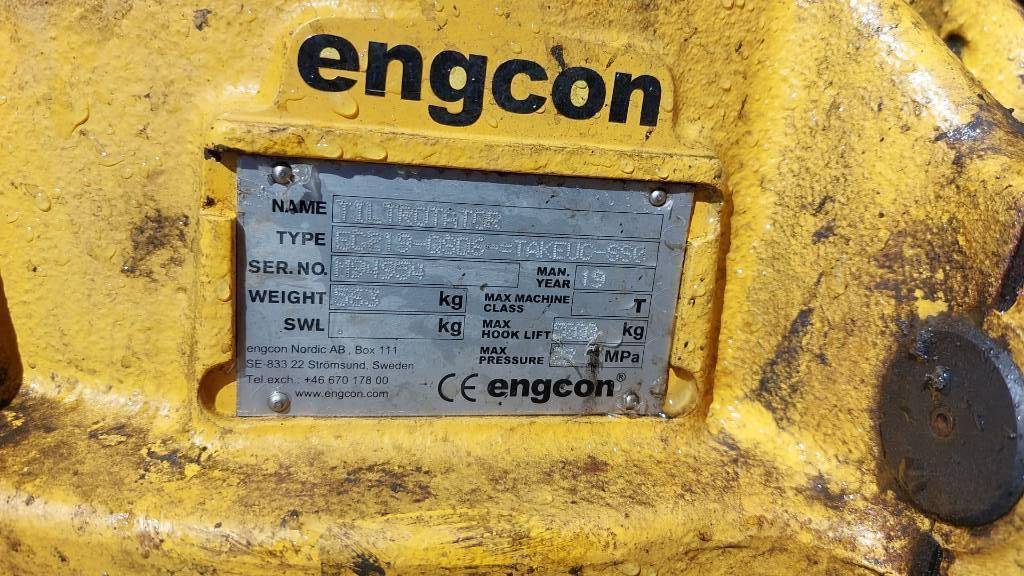 engcon
NAME TILTROTATOR
TYPE
SER.NO. MAN. YEAR 19
WEIGHT kg MAX MACHINE CLASS T
SWL kg MAX HOOK LIFT kg
MAX PRESSURE MPa
engcon Nordic AB , Box 111
SE-833 22 Strömsund, Sweden
Tel.exch.: +46 670 178 00
www.engcon.com
CE engcon®